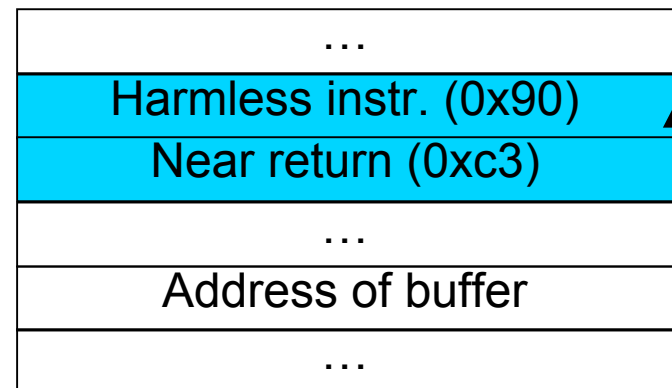 …
Harmless instr. (0x90)
Near return (0xc3)
…
Address of buffer
…